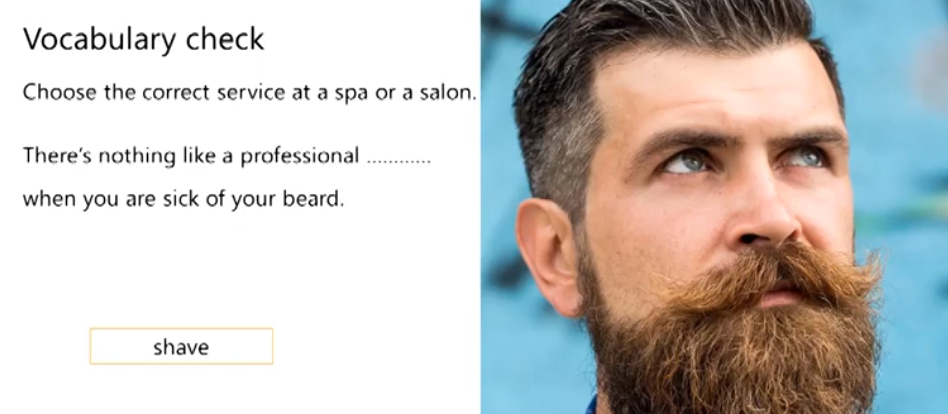 Vocabulary check
Choose the correct service at a spa or a salon.
There's nothing like a professional ............
when you are sick of your beard.
shave